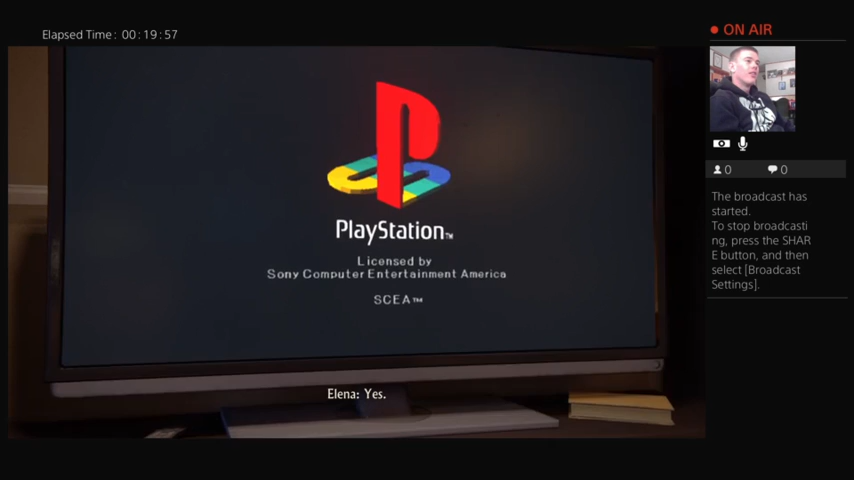 Elapsed Time: 00:19:57
ON AIR
0 0
The broadcast has
started.
To stop broadcasti
ng, press the SHAR
E button, and then
select [Broadcast
Settings].
PlayStation™
Licensed by
Sony Computer Entertainment America
SCEA™
Elena: Yes.